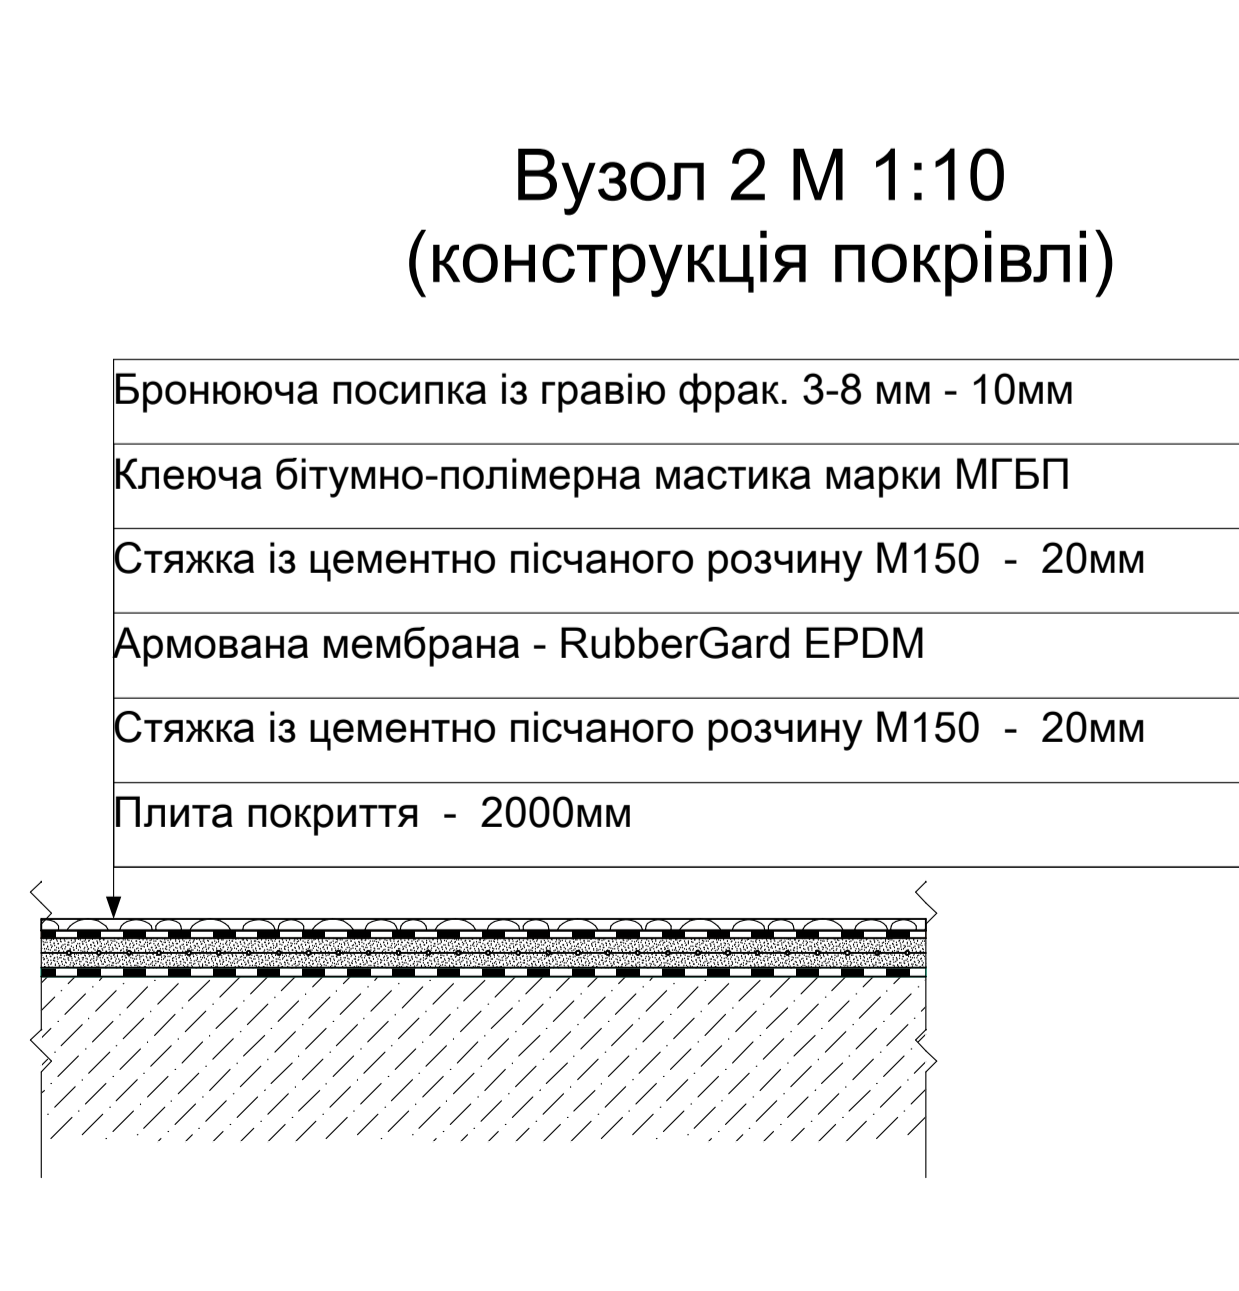 Вузол 2 М 1:10
(конструкція покрівлі)
Бронююча посипка із гравію фрак. 3-8 мм - 10мм
Клеюча бітумно-полімерна мастика марки МГБП
Стяжка із цементно пісчаного розчину М150 - 20мм
Армована мембрана - RubberGard EPDM
Стяжка із цементно пісчаного розчину М150 - 20мм
Плита покриття - 2000мм